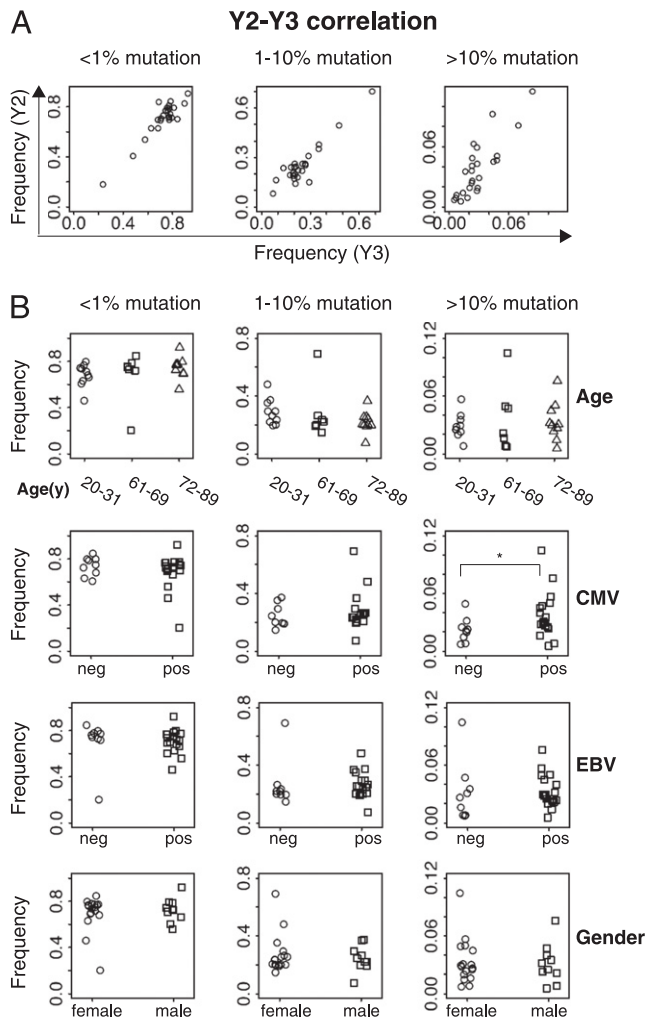 A
Y2-Y3 correlation
<1% mutation 1-10% mutation >10% mutation
Frequency (Y2)
0.0 0.4 0.8
0.0 0.4 0.8
0.0 0.3 0.6
0.0 0.3 0.6
0.00 0.06
0.00 0.06
Frequency (Y3)
B
<1% mutation 1-10% mutation >10% mutation
Frequency
0.0 0.4 0.8
0.0 0.4 0.8
0.00 0.06 0.12
Age
Age(y) 20-31 61-69 72-89 20-31 61-69 72-89 20-31 61-69 72-89
Frequency
0.0 0.4 0.8
0.0 0.4 0.8
0.00 0.06 0.12
*
CMV
neg pos neg pos neg pos
Frequency
0.0 0.4 0.8
0.0 0.4 0.8
0.00 0.06 0.12
EBV
neg pos neg pos neg pos
Frequency
0.0 0.4 0.8
0.0 0.4 0.8
0.00 0.06 0.12
Gender
female male female male female male